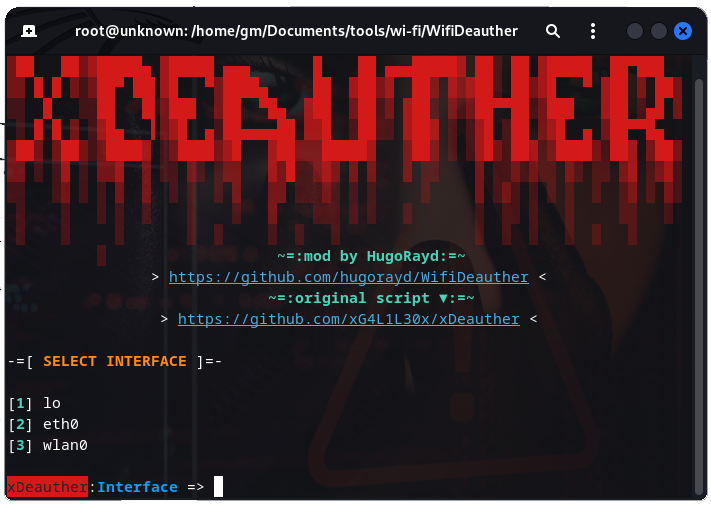 root@unknown: /home/gm/Documents/tools/wi-fi/WifiDeauther
XDEAUTHER
~=:mod by HugoRayd:=~
> https://github.com/hugorayd/WifiDeauther <
~=:original script ▼:=~
> https://github.com/xG4L1L30x/xDeauther <
-=[ SELECT INTERFACE ]=-
[1] lo
[2] eth0
[3] wlan0
xDeauther:Interface =>